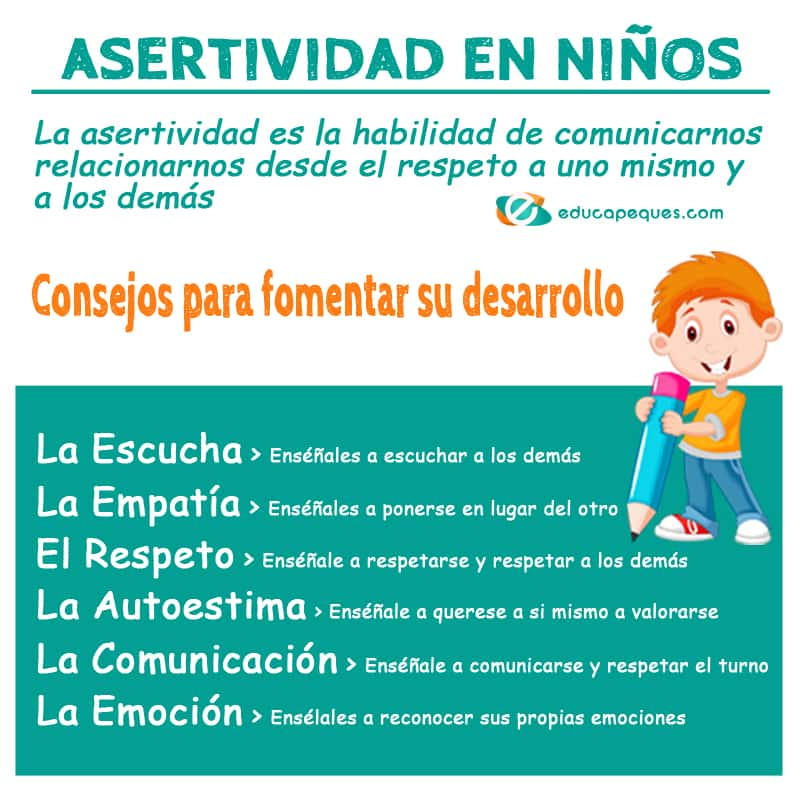 ASERTIVIDAD EN NIÑOS
La asertividad es la habilidad de comunicarnos
relacionarnos desde el respeto a uno mismo y
a los demás
educapeques.com
Consejos para fomentar su desarrollo
La Escucha > Enséñales a escuchar a los demás
La Empatía > Enséñales a ponerse en lugar del otro
El Respeto > Enséñale a respetarse y respetar a los demás
La Autoestima > Enséñale a querese a si mismo a valorarse
La Comunicación > Enséñale a comunicarse y respetar el turno
La Emoción > Ensélales a reconocer sus propias emociones